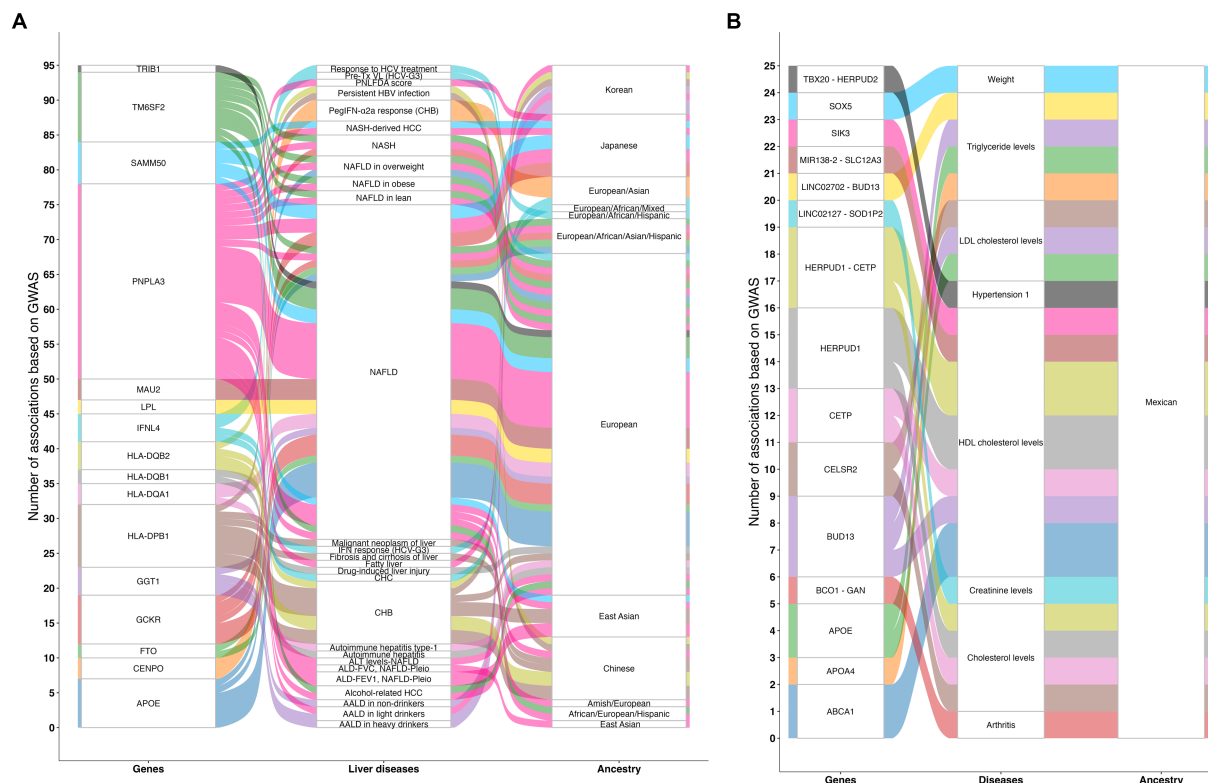 A
Number of associations based on GWAS
95
90
85
80
75
70
65
60
55
50
45
40
35
30
25
20
15
10
5
0
TRIB1
TM6SF2
SAMM50
PNPLA3
MAU2
LPL
IFNL4
HLA-DQB2
HLA-DQB1
HLA-DQA1
HLA-DPB1
GGT1
GCKR
FTO
CENPO
APOE
Response to HCV treatment
Pre-Tx VL (HCV-G3)
PNLFDA score
Persistent HBV infection
PegIFN-α2a response (CHB)
NASH-derived HCC
NASH
NAFLD in overweight
NAFLD in obese
NAFLD in lean
NAFLD
Malignant neoplasm of liver
IFN response (HCV-G3)
Fibrosis and cirrhosis of liver
Fatty liver
Drug-induced liver injury
CHC
CHB
Autoimmune hepatitis type-1
Autoimmune hepatitis
ALT levels-NAFLD
ALD-FVC, NAFLD-Pleio
ALD-FEV1, NAFLD-Pleio
Alcohol-related HCC
AALD in non-drinkers
AALD in light drinkers
AALD in heavy drinkers
Korean
Japanese
European/Asian
European/African/Mixed
European/African/Hispanic
European/African/Asian/Hispanic
European
East Asian
Chinese
Amish/European
African/European/Hispanic
East Asian
Genes
Liver diseases
Ancestry
B
Number of associations based on GWAS
25
24
23
22
21
20
19
18
17
16
15
14
13
12
11
10
9
8
7
6
5
4
3
2
1
0
TBX20 - HERPUD2
SOX5
SIK3
MIR138-2 - SLC12A3
LINC02702 - BUD13
LINC02127 - SOD1P2
HERPUD1 - CETP
HERPUD1
CETP
CELSR2
BUD13
BCO1 - GAN
APOE
APOA4
ABCA1
Weight
Triglyceride levels
LDL cholesterol levels
Hypertension 1
HDL cholesterol levels
Creatinine levels
Cholesterol levels
Arthritis
Mexican
Genes
Diseases
Ancestry